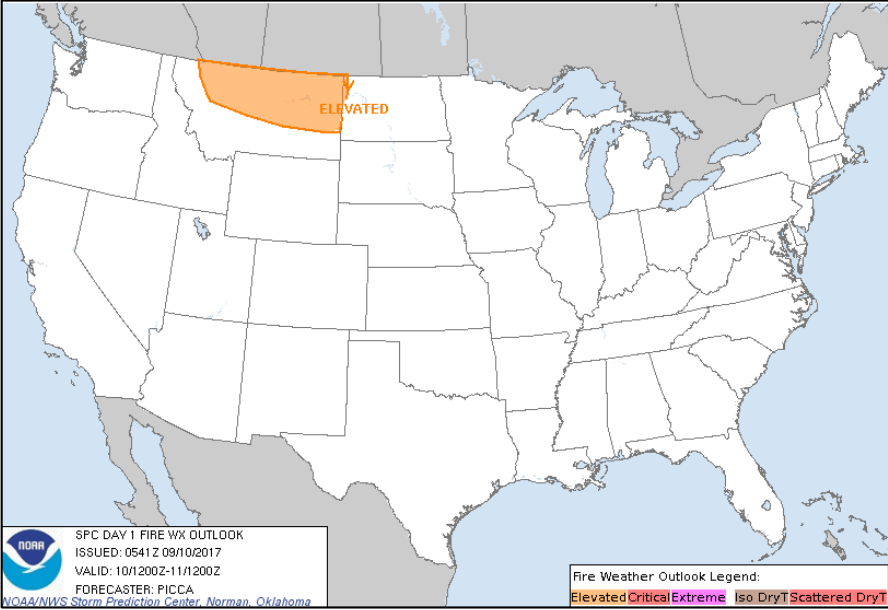 ELEVATED
NOAA
SPC DAY 1 FIRE WX OUTLOOK
ISSUED: 0541Z 09/10/2017
VALID: 10/1200Z-11/1200Z
FORECASTER: PICCA
NOAA/NWS Storm Prediction Center, Norman, Oklahoma
Fire Weather Outlook Legend:
Elevated Critical Extreme Iso DryT Scattered DryT